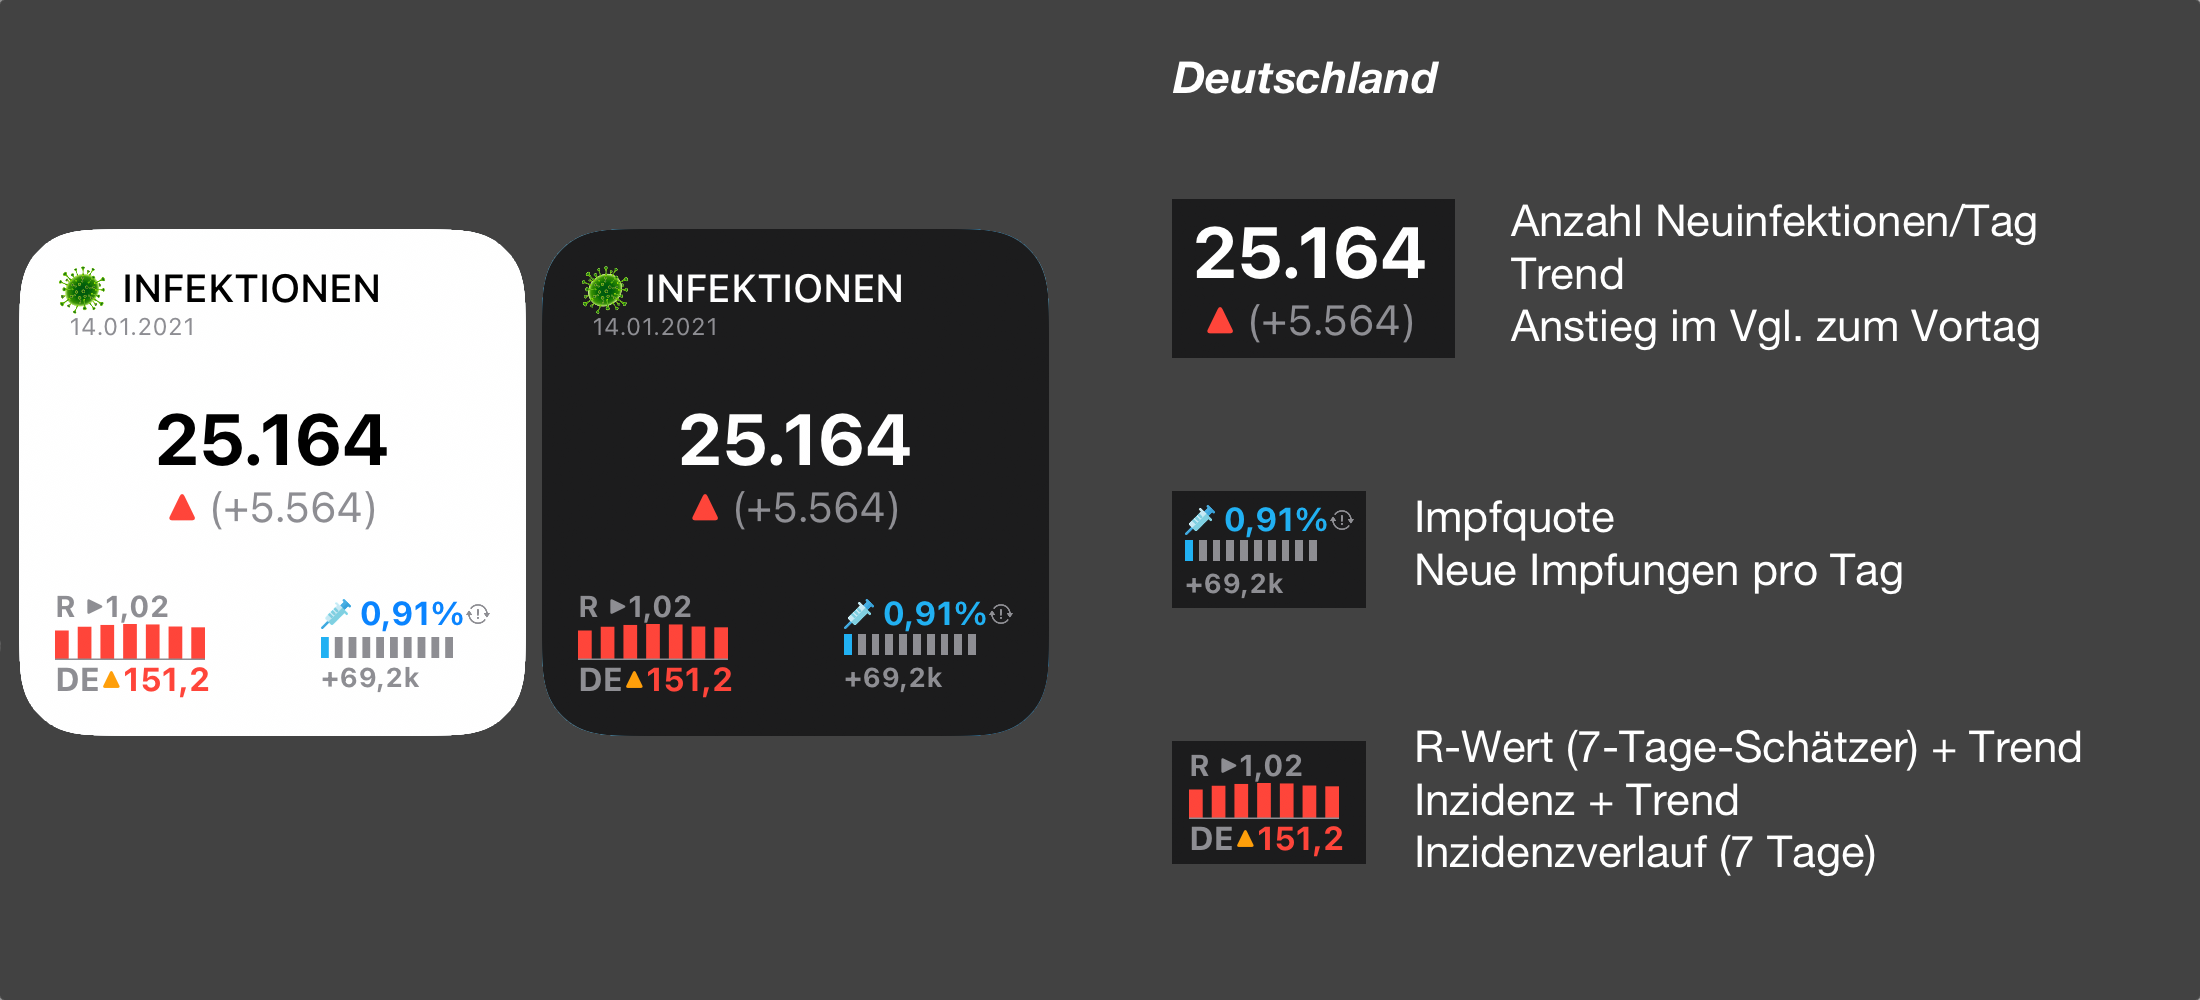 INFEKTIONEN
14.01.2021
25.164
(+5.564)
R ▸1,02
DE▲151,2
0,91%
+69,2k
INFEKTIONEN
14.01.2021
25.164
(+5.564)
R ▸1,02
DE▲151,2
0,91%
+69,2k
Deutschland
25.164
(+5.564)
Anzahl Neuinfektionen/Tag
Trend
Anstieg im Vgl. zum Vortag
0,91%
+69,2k
Impfquote
Neue Impfungen pro Tag
R ▸1,02
DE▲151,2
R-Wert (7-Tage-Schätzer) + Trend
Inzidenz + Trend
Inzidenzverlauf (7 Tage)